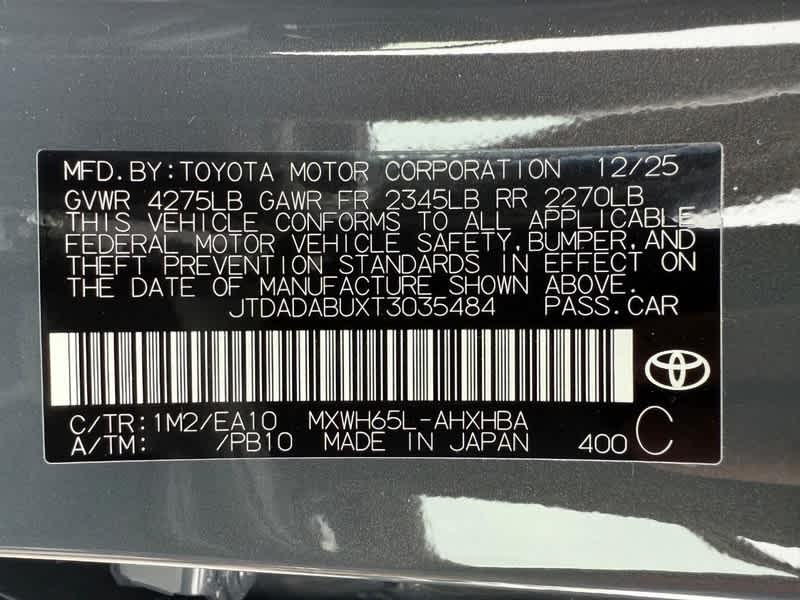 MFD. BY: TOYOTA MOTOR CORPORATION 12/25
GVWR 4275LB GAWR FR 2345LB RR 2270LB
THIS VEHICLE CONFORMS TO ALL APPLICABLE
FEDERAL MOTOR VEHICLE SAFETY, BUMPER, AND
THEFT PREVENTION STANDARDS IN EFFECT ON
THE DATE OF MANUFACTURE SHOWN ABOVE.
JTDADABUXT3035484 PASS. CAR
C/TR: 1M2/EA10 MXWH65L-AHXHBA
A/TM: /PB10 MADE IN JAPAN 400 C